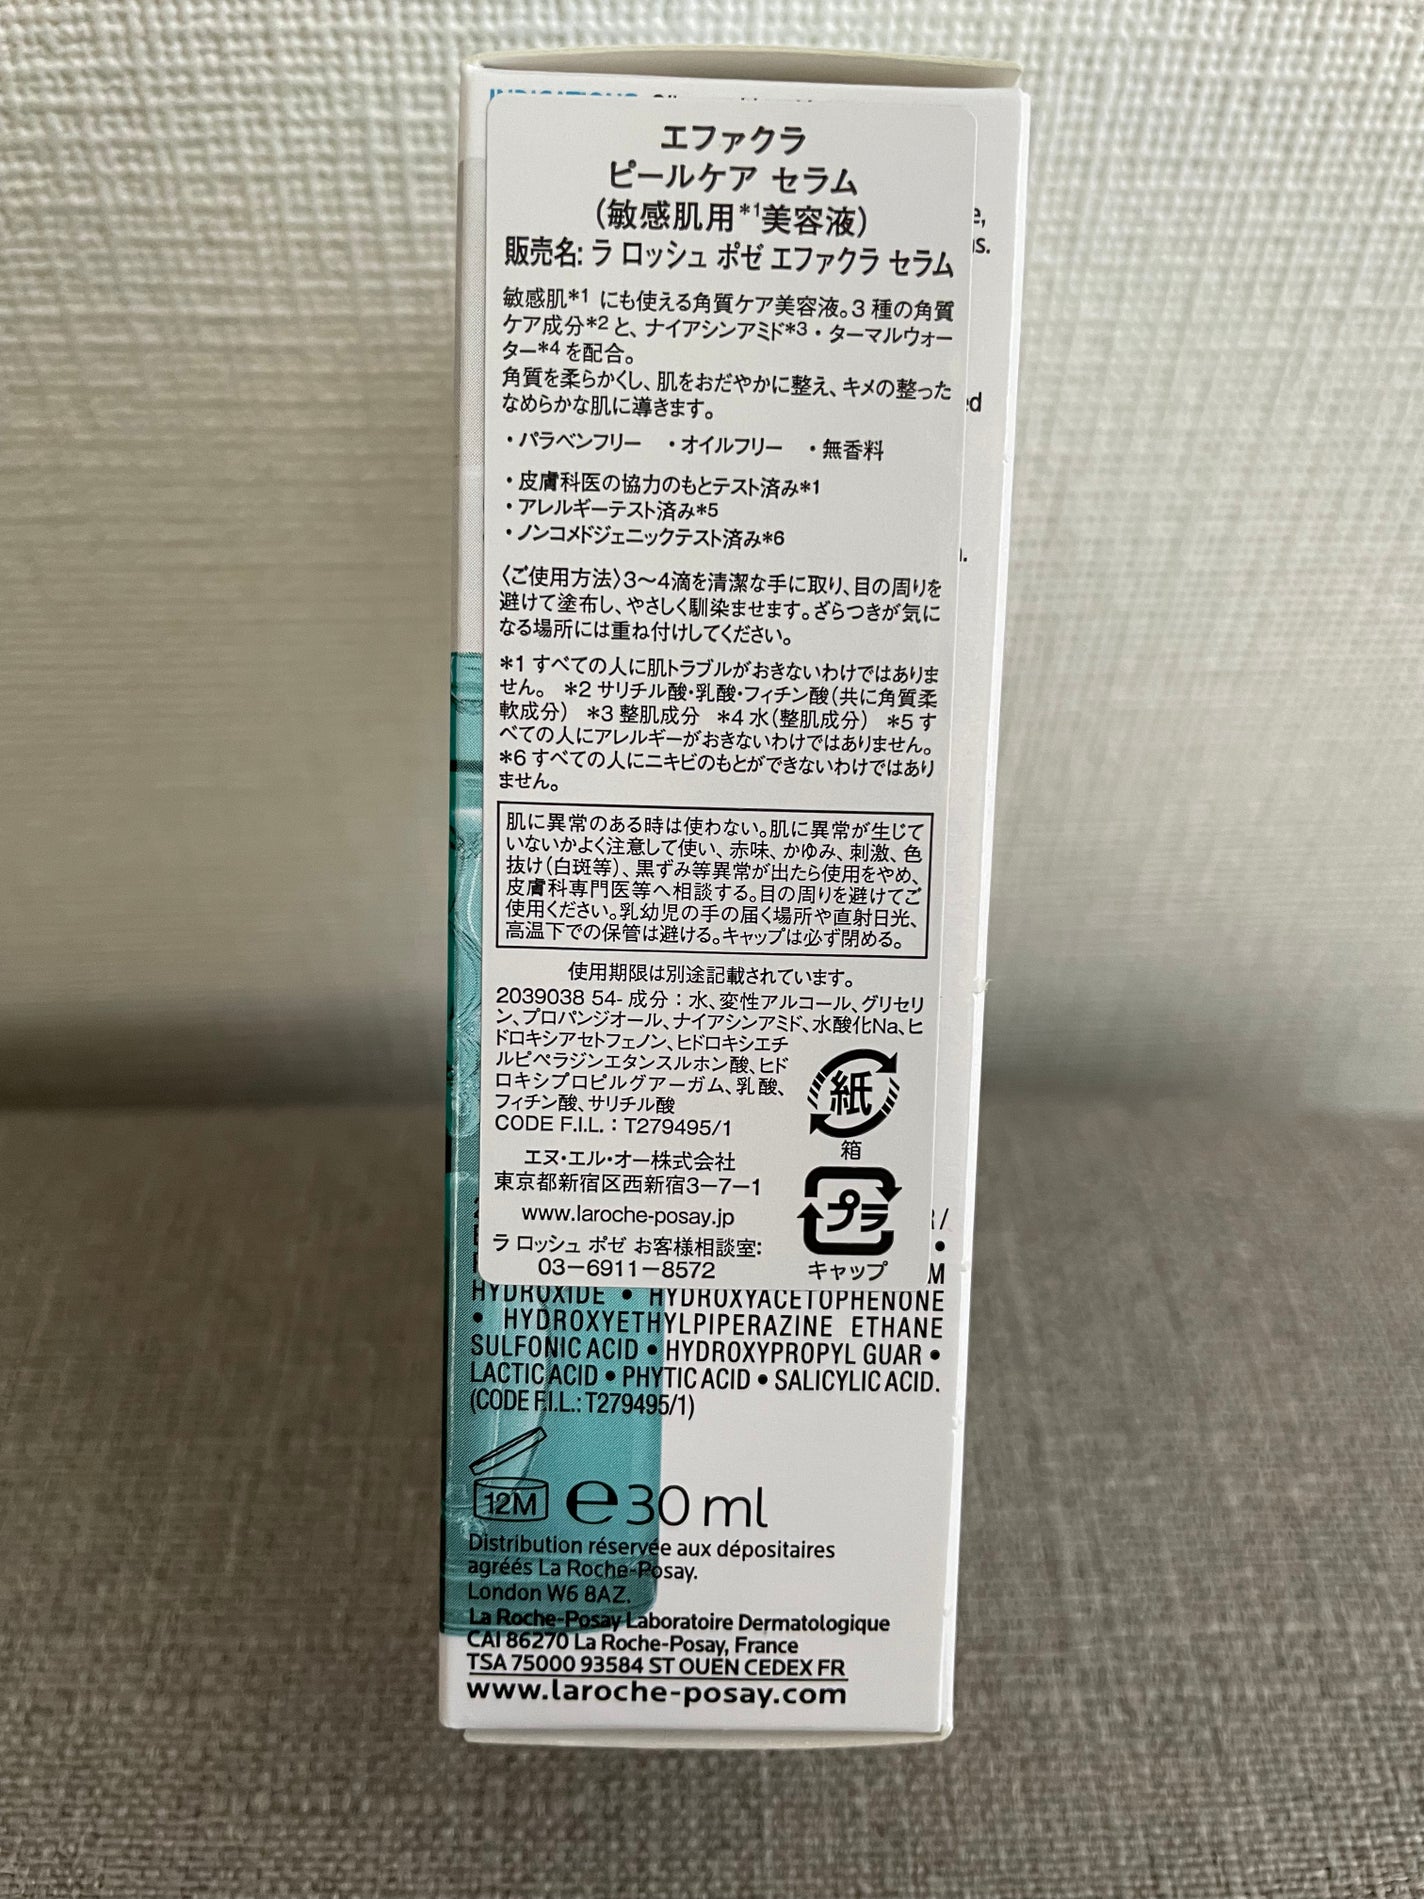 エファクラ
ピールケア セラム
(敏感肌用*1美容液)
販売名: ラ ロッシュ ポゼ エファクラ セラム
敏感肌*1 にも使える角質ケア美容液。3 種の角質
ケア成分*2 と、ナイアシンアミド*3・ターマルウォー
ター*4 を配合。
角質を柔らかくし、肌をおだやかに整え、キメの整った
なめらかな肌に導きます。
・パラベンフリー ・オイルフリー ・無香料
・皮膚科医の協力のもとテスト済み*1
・アレルギーテスト済み*5
・ノンコメドジェニックテスト済み*6
〈ご使用方法〉3〜4滴を清潔な手に取り、目の周りを
避けて塗布し、やさしく馴染ませます。ざらつきが気に
なる場所には重ね付けしてください。
*1 すべての人に肌トラブルがおきないわけではありま
せん。 *2 サリチル酸・乳酸・フィチン酸(共に角質柔
軟成分) *3 整肌成分 *4 水(整肌成分) *5 す
べての人にアレルギーがおきないわけではありません。
*6 すべての人にニキビのもとができないわけではあり
ません。
肌に異常のある時は使わない。肌に異常が生じて
いないかよく注意して使い、赤味、かゆみ、刺激、色
抜け(白斑等)、黒ずみ等異常が出たら使用をやめ、
皮膚科専門医等へ相談する。目の周りを避けてご
使用ください。乳幼児の手の届く場所や直射日光、
高温下での保管は避ける。キャップは必ず閉める。
使用期限は別途記載されています。
2039038 54- 成分：水、変性アルコール、グリセリ
ン、プロパンジオール、ナイアシンアミド、水酸化Na、ヒ
ドロキシアセトフェノン、ヒドロキシエチ
ルピペラジンエタンスルホン酸、ヒド
ロキシプロピルグアーガム、乳酸、
フィチン酸、サリチル酸
CODE F.I.L.：T279495/1
紙
箱
エヌ・エル・オー株式会社
東京都新宿区西新宿3-7-1
www.laroche-posay.jp
ラ ロッシュ ポゼ お客様相談室:
03-6911-8572
プラ
キャップ
HYDROXIDE • HYDROXYACETOPHENONE
• HYDROXYETHYLPIPERAZINE ETHANE
SULFONIC ACID • HYDROXYPROPYL GUAR •
LACTIC ACID • PHYTIC ACID • SALICYLIC ACID.
(CODE F.I.L.: T279495/1)
12M ℮30 ml
Distribution réservée aux dépositaires
agréés La Roche-Posay.
London W6 8AZ.
La Roche-Posay Laboratoire Dermatologique
CAI 86270 La Roche-Posay, France
TSA 75000 93584 ST OUEN CEDEX FR
www.laroche-posay.com